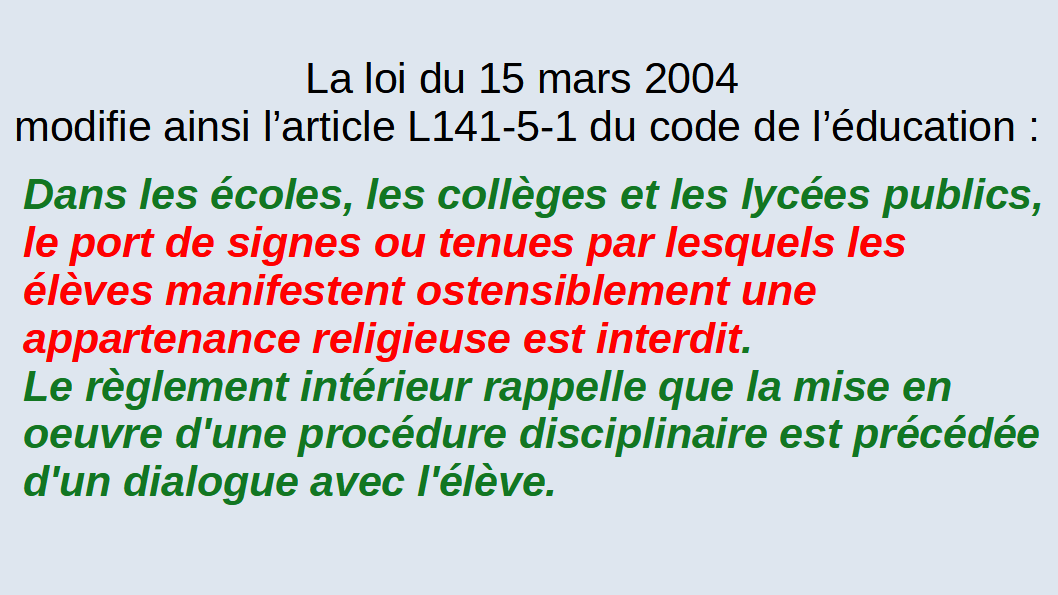 La loi du 15 mars 2004
modifie ainsi l’article L141-5-1 du code de l’éducation :
Dans les écoles, les collèges et les lycées publics,
le port de signes ou tenues par lesquels les
élèves manifestent ostensiblement une
appartenance religieuse est interdit.
Le règlement intérieur rappelle que la mise en
oeuvre d'une procédure disciplinaire est précédée
d'un dialogue avec l'élève.